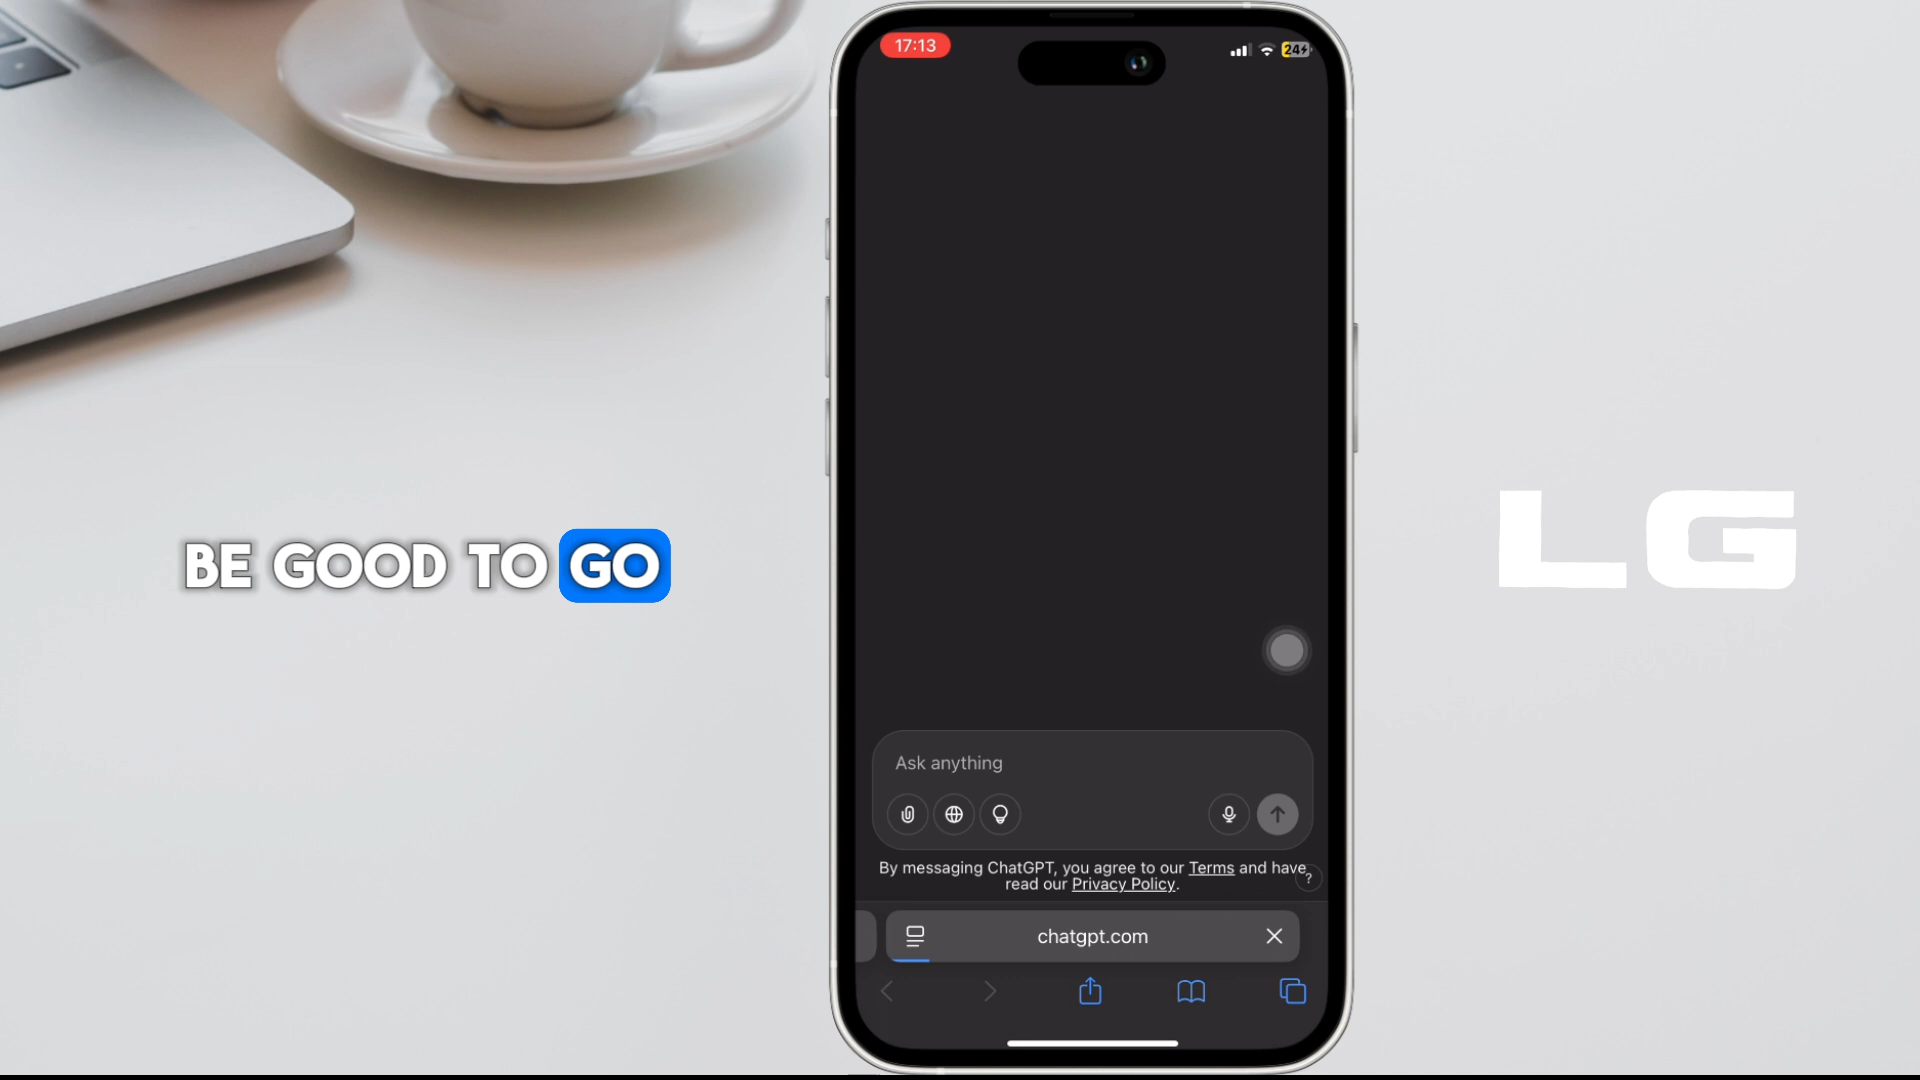 17:13
24
BE GOOD TO GO
LG
Ask anything
By messaging ChatGPT, you agree to our Terms and have
read our Privacy Policy.
?
chatgpt.com